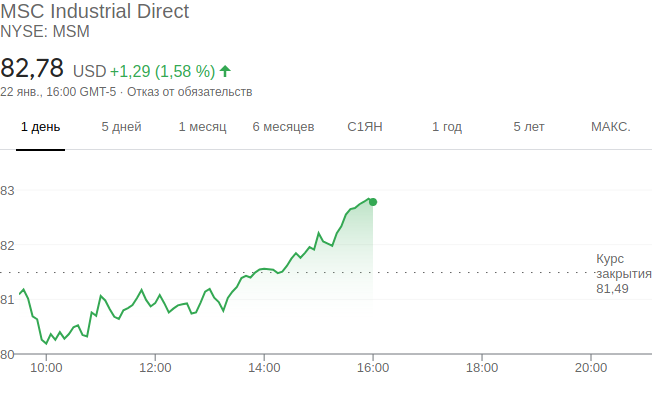 MSC Industrial Direct
NYSE: MSM
82,78 USD +1,29 (1,58 %)
22 янв., 16:00 GMT-5 · Отказ от обязательств
1 день 5 дней 1 месяц 6 месяцев С1ЯН 1 год 5 лет МАКС.
83
82
Курс
закрытия
81,49
81
80
10:00 12:00 14:00 16:00 18:00 20:00